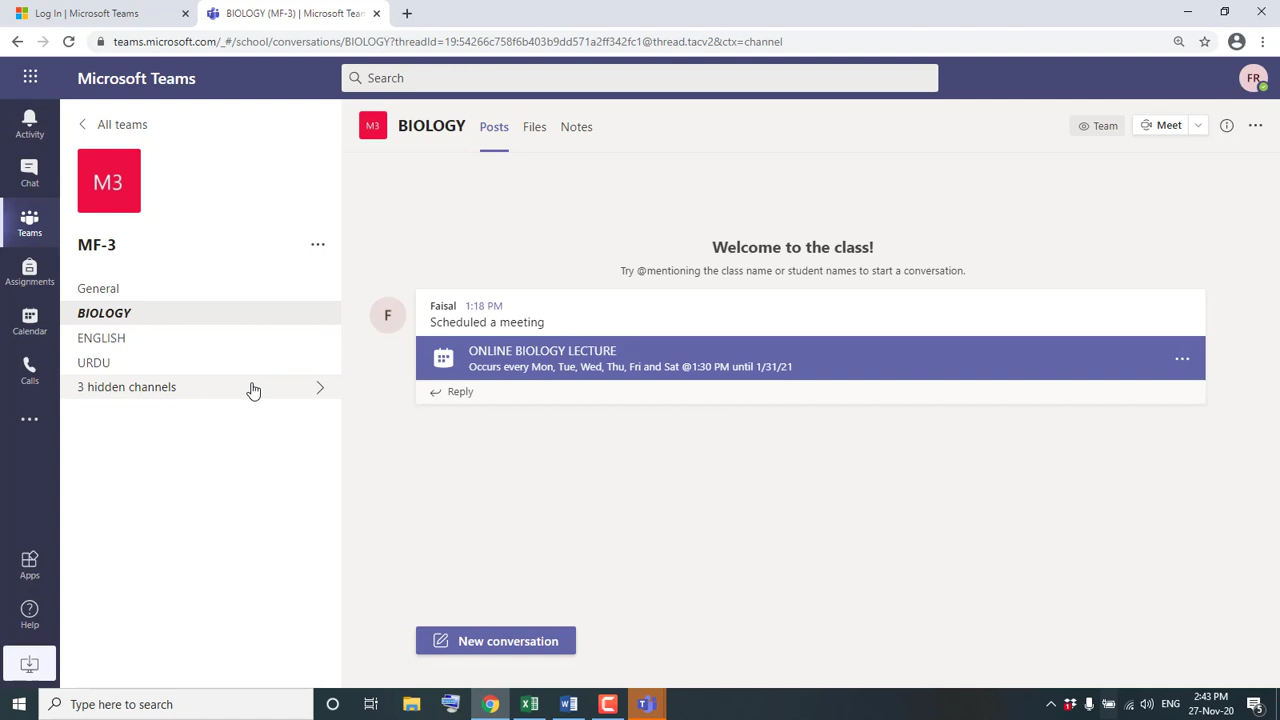 Log In | Microsoft Teams
BIOLOGY (MF-3) | Microsoft Team
teams.microsoft.com/_#/school/conversations/BIOLOGY?threadId=19:54266c758f6b403b9dd571a2ff342fc1@thread.tacv2&ctx=channel
Microsoft Teams
Search
FR
Activity
Chat
Teams
Assignments
Calendar
Calls
Apps
Help
All teams
M3
MF-3
General
BIOLOGY
ENGLISH
URDU
3 hidden channels
M3
BIOLOGY
Posts
Files
Notes
Team
Meet
Welcome to the class!
Try @mentioning the class name or student names to start a conversation.
F
Faisal 1:18 PM
Scheduled a meeting
ONLINE BIOLOGY LECTURE
Occurs every Mon, Tue, Wed, Thu, Fri and Sat @1:30 PM until 1/31/21
Reply
New conversation
Type here to search
ENG
2:43 PM
27-Nov-20